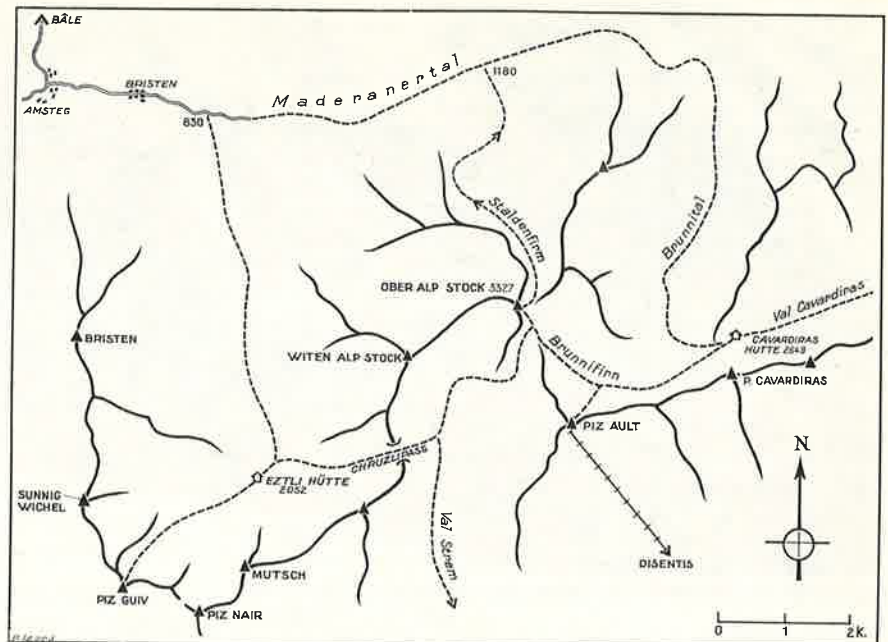 BÂLE
AMSTEG
BRISTEN
830
Maderanertal
1180
Staldenfirm
Brunnital
OBER ALP STOCK 3327
Val Cavardiras
CAVARDIRAS
HUTTE 2649
BRISTEN
WITEN ALP STOCK
Brunnifirn
P. CAVARDIRAS
PIZ AULT
CHRUZLIPASS
EZTLI HÜTTE
2052
SUNNIG
WICHEL
Val Strem
N
DISENTIS
MUTSCH
PIZ GUIV
PIZ NAIR
0 1 2K.